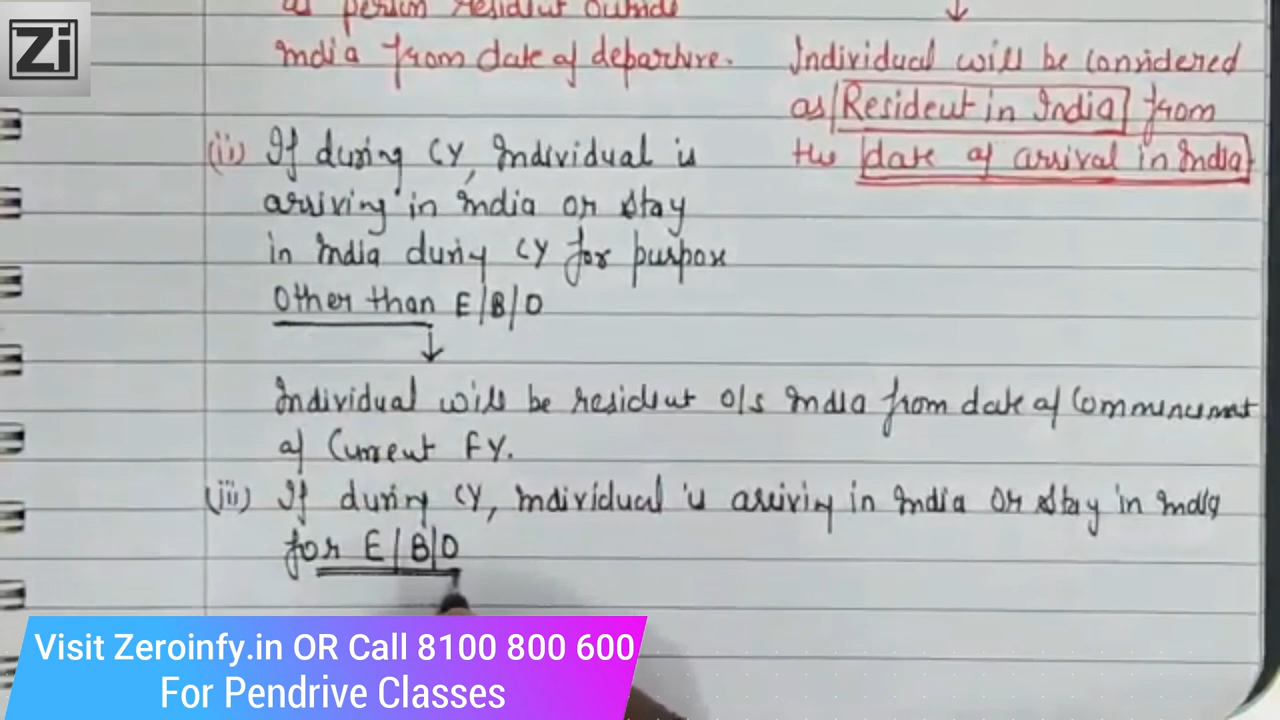 Zi
as person resident outside
India from date of departure.
Individual will be considered
as Resident in India from
the date of arrival in India
(ii) If during CY, Individual is
arriving in India or stay
in India during CY for purpose
Other than E/B/O
Individual will be resident o/s India from date of Commencement
of Current FY.
(iii) If during CY, individual is arriving in India or stay in India
for E/B/O
Visit Zeroinfy.in OR Call 8100 800 600
For Pendrive Classes